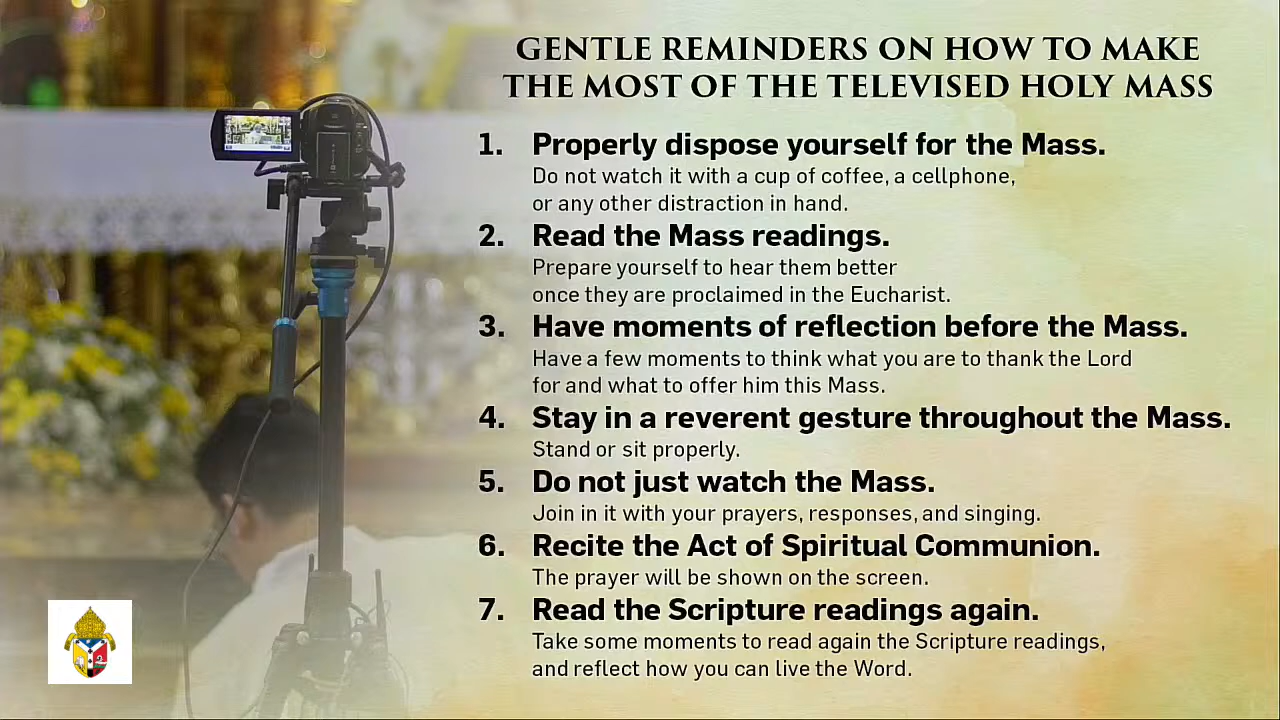 GENTLE REMINDERS ON HOW TO MAKE
THE MOST OF THE TELEVISED HOLY MASS
1. Properly dispose yourself for the Mass.
Do not watch it with a cup of coffee, a cellphone,
or any other distraction in hand.
2. Read the Mass readings.
Prepare yourself to hear them better
once they are proclaimed in the Eucharist.
3. Have moments of reflection before the Mass.
Have a few moments to think what you are to thank the Lord
for and what to offer him this Mass.
4. Stay in a reverent gesture throughout the Mass.
Stand or sit properly.
5. Do not just watch the Mass.
Join in it with your prayers, responses, and singing.
6. Recite the Act of Spiritual Communion.
The prayer will be shown on the screen.
7. Read the Scripture readings again.
Take some moments to read again the Scripture readings,
and reflect how you can live the Word.